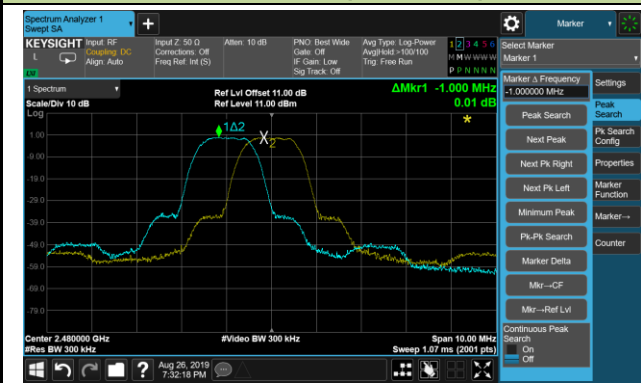 Spectrum Analyzer 1
Swept SA
+
Marker
KEYSIGHT
L
Input: RF
Coupling: DC
Align: Auto
Input Z: 50 Ω
Corrections: Off
Freq Ref: Int (S)
Atten: 10 dB
PNO: Best Wide
Gate: Off
IF Gain: Low
Sig Track: Off
Avg Type: Log-Power
Avg|Hold:>100/100
Trig: Free Run
1 2 3 4 5 6
M M W W W W
P P N N N N
Select Marker
Marker 1
1 Spectrum
Scale/Div 10 dB
Log
Ref Lvl Offset 11.00 dB
Ref Level 11.00 dBm
ΔMkr1 -1.000 MHz
0.01 dB
1Δ2
X2
1.00
-9.00
-19.0
-29.0
-39.0
-49.0
-59.0
-69.0
-79.0
Center 2.480000 GHz
#Res BW 300 kHz
#Video BW 300 kHz
Span 10.00 MHz
Sweep 1.07 ms (2001 pts)
Marker Δ Frequency
-1.000000 MHz
Peak Search
Next Peak
Next Pk Right
Next Pk Left
Minimum Peak
Pk-Pk Search
Marker Delta
Mkr→CF
Mkr→Ref Lvl
Continuous Peak
Search
On
Off
Settings
Peak
Search
Pk Search
Config
Properties
Marker
Function
Marker→
Counter
?
Aug 26, 2019
7:32:18 PM